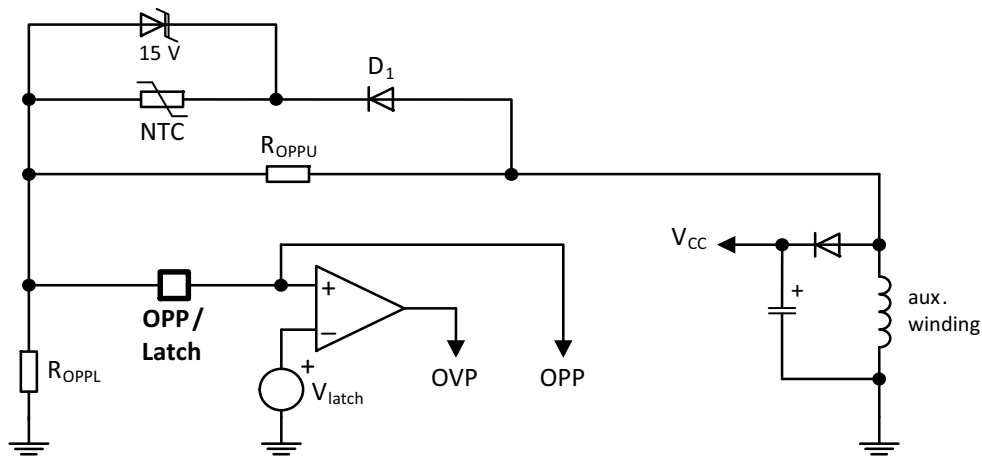 15 V
D1
NTC
ROPPU
VCC
+
aux.
winding
+
−
OPP/
Latch
ROPPL
+
Vlatch
OVP
OPP